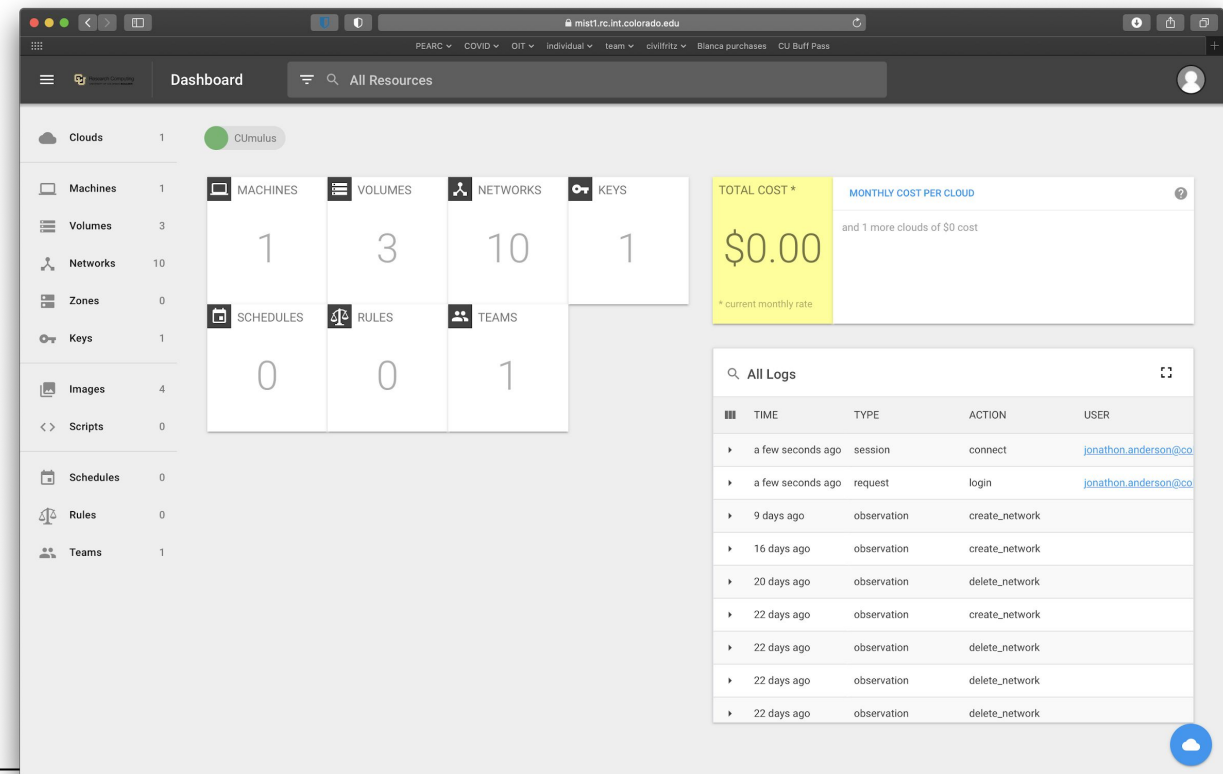 mist1.rc.int.colorado.edu
PEARC COVID OIT individual team civilfritz Blanca purchases CU Buff Pass
Research Computing
Dashboard
All Resources
Clouds 1
CUmulus
Machines 1
Volumes 3
Networks 10
Zones 0
Keys 1
Images 4
Scripts 0
Schedules 0
Rules 0
Teams 1
MACHINES VOLUMES NETWORKS KEYS
1 3 10 1
SCHEDULES RULES TEAMS
0 0 1
TOTAL COST *
$0.00
* current monthly rate
MONTHLY COST PER CLOUD
and 1 more clouds of $0 cost
All Logs
TIME TYPE ACTION USER
a few seconds ago session connect jonathon.anderson@co
a few seconds ago request login jonathon.anderson@co
9 days ago observation create_network
16 days ago observation create_network
20 days ago observation delete_network
22 days ago observation create_network
22 days ago observation delete_network
22 days ago observation delete_network
22 days ago observation delete_network